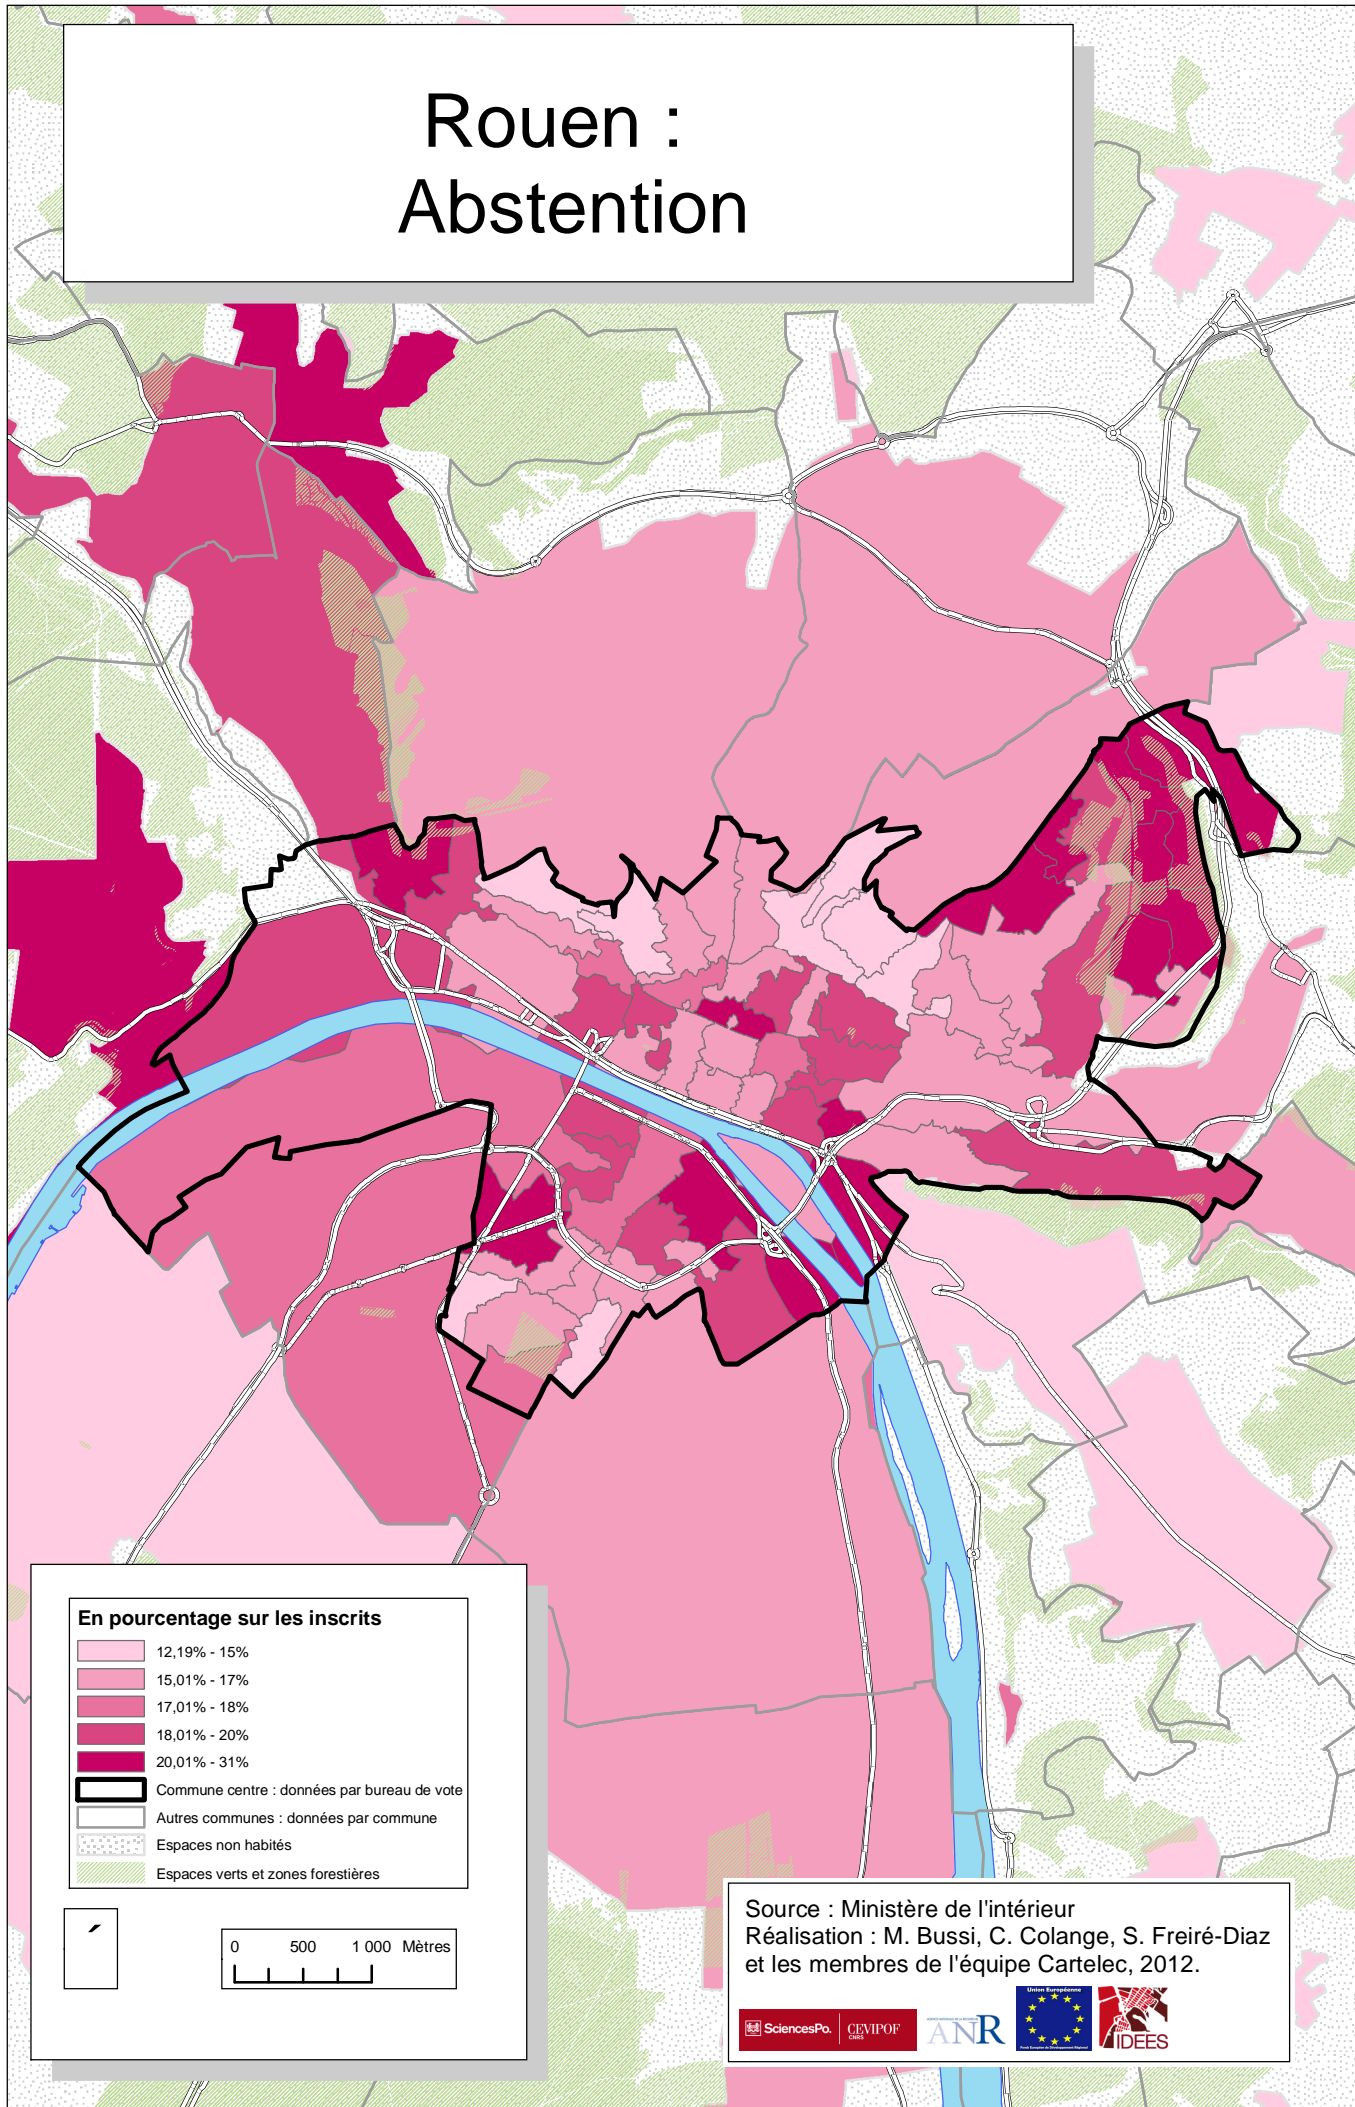 Rouen :
Abstention
En pourcentage sur les inscrits
12,19% - 15%
15,01% - 17%
17,01% - 18%
18,01% - 20%
20,01% - 31%
Commune centre : données par bureau de vote
Autres communes : données par commune
Espaces non habités
Espaces verts et zones forestières
0 500 1 000 Mètres
Source : Ministère de l'intérieur
Réalisation : M. Bussi, C. Colange, S. Freiré-Diaz
et les membres de l'équipe Cartelec, 2012.
SciencesPo.
CEVIPOF
CNRS
ANR
Union Européenne
IDEES